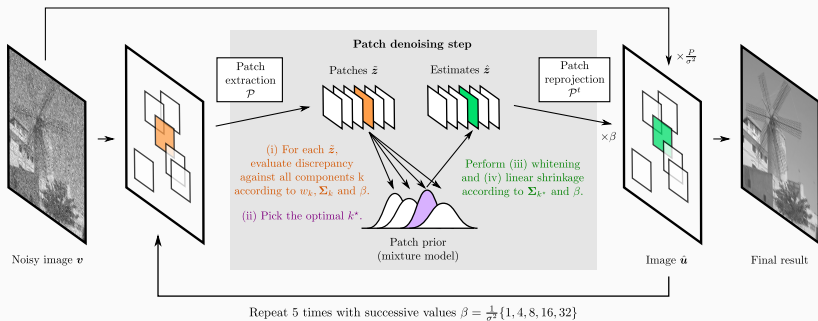 Patch denoising step
Patch
extraction
𝒫
Patches z̃
Estimates ẑ
Patch
reprojection
𝒫ᵗ
×P/σ²
×β
(i) For each z̃,
evaluate discrepancy
against all components k
according to wₖ, Σₖ and β.
(ii) Pick the optimal k⋆.
Perform (iii) whitening
and (iv) linear shrinkage
according to Σₖ⋆ and β.
Patch prior
(mixture model)
Noisy image v
Image û
Final result
Repeat 5 times with successive values β = 1/σ²{1, 4, 8, 16, 32}